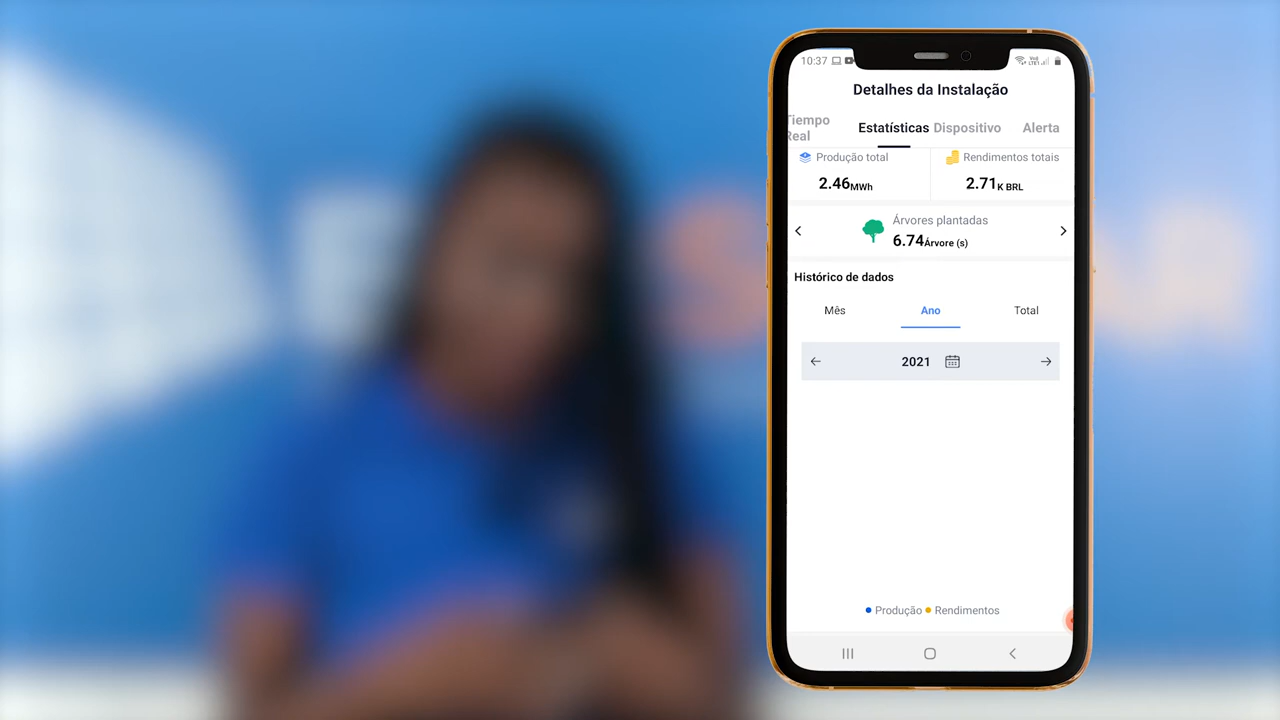 10:37
Detalhes da Instalação
Tiempo Real
Estatísticas
Dispositivo
Alerta
Produção total
2.46MWh
Rendimentos totais
2.71K BRL
Árvores plantadas
6.74Árvore (s)
Histórico de dados
Mês
Ano
Total
2021
Produção
Rendimentos